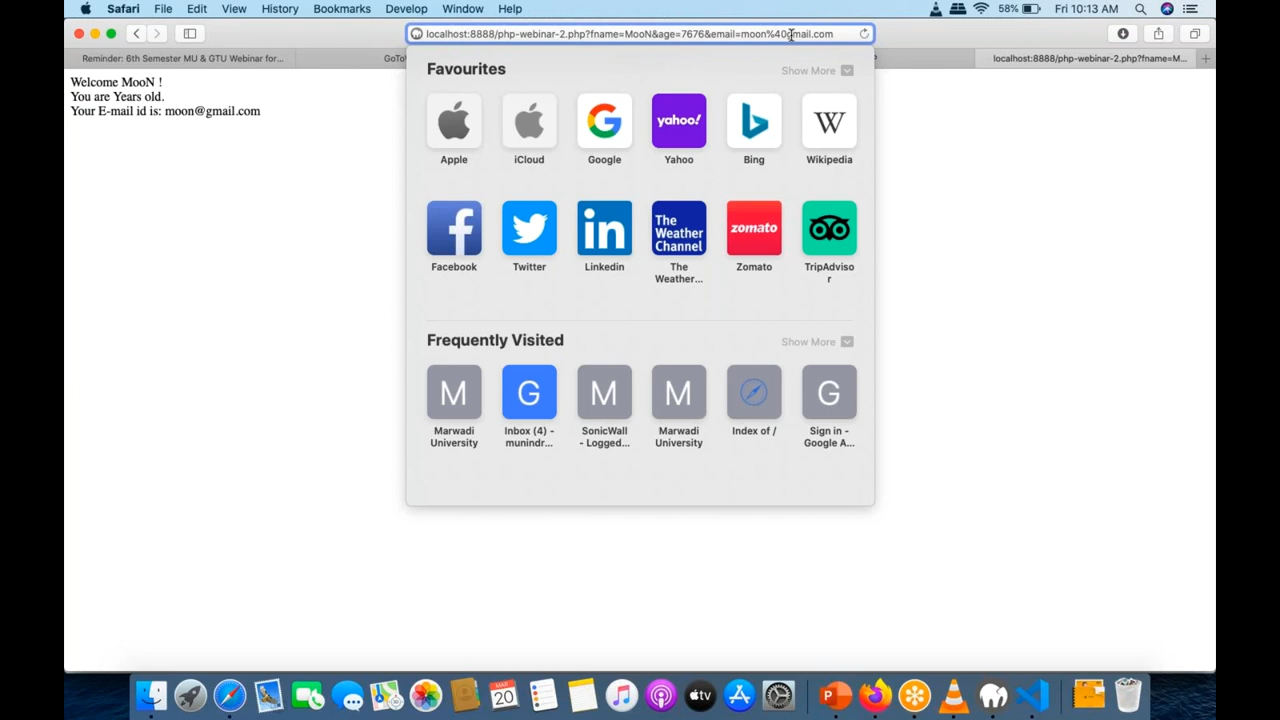 Safari File Edit View History Bookmarks Develop Window Help 58% Fri 10:13 AM
localhost:8888/php-webinar-2.php?fname=MooN&age=7676&email=moon%40gmail.com
Reminder: 6th Semester MU & GTU Webinar for... GoToW localhost:8888/php-webinar-2.php?fname=M...
Welcome MooN !
You are Years old.
Your E-mail id is: moon@gmail.com
Favourites Show More
yahoo! W
Apple iCloud Google Yahoo Bing Wikipedia
f in The Weather Channel zomato
Facebook Twitter Linkedin The Weather... Zomato TripAdvisor
Frequently Visited Show More
M G M M G
Marwadi University Inbox (4) - munindr... SonicWall - Logged... Marwadi University Index of / Sign in - Google A...
MAR 20 tv P